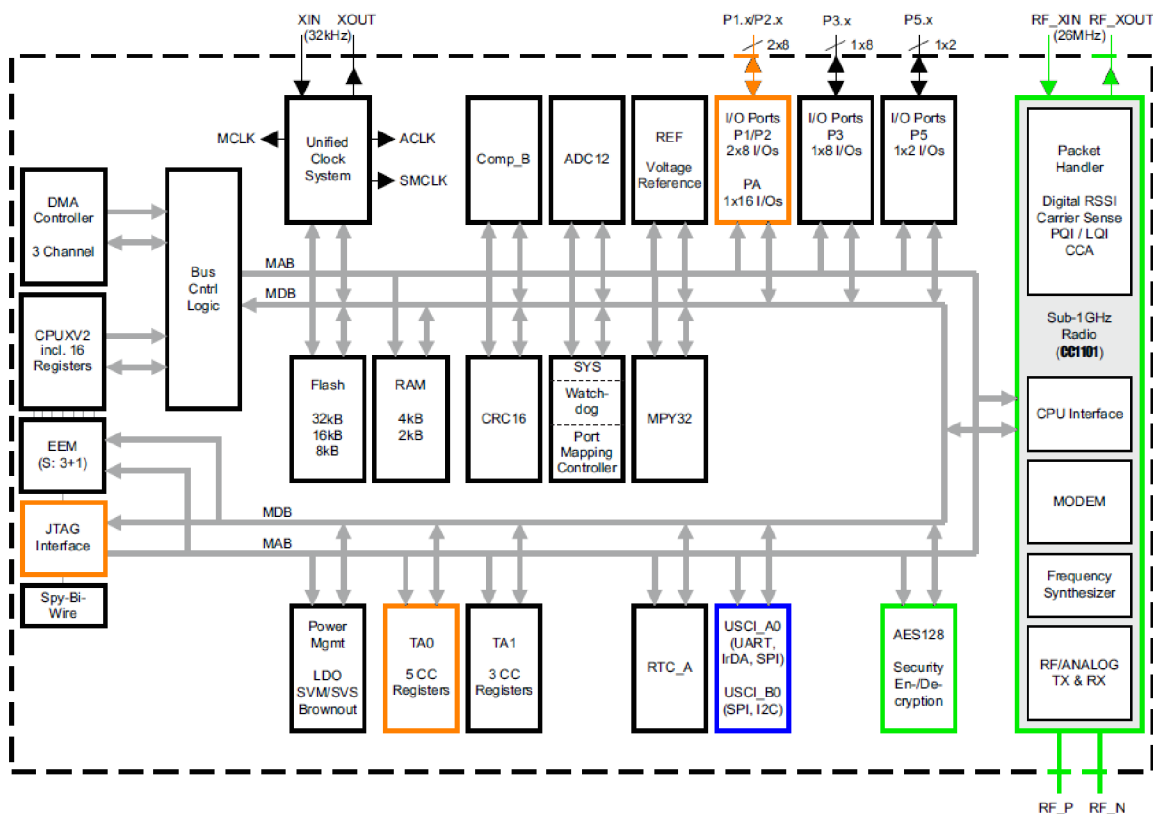 XIN XOUT
(32kHz)
P1.x/P2.x
2x8
P3.x
1x8
P5.x
1x2
RF_XIN RF_XOUT
(26MHz)
MCLK
Unified
Clock
System
ACLK
SMCLK
Comp_B
ADC12
REF
Voltage
Reference
I/O Ports
P1/P2
2x8 I/Os
PA
1x16 I/Os
I/O Ports
P3
1x8 I/Os
I/O Ports
P5
1x2 I/Os
Packet
Handler
Digital RSSI
Carrier Sense
PQI / LQI
CCA
DMA
Controller
3 Channel
Bus
Cntrl
Logic
MAB
MDB
CPUXV2
incl. 16
Registers
Sub-1GHz
Radio
(CC1101)
Flash
32kB
16kB
8kB
RAM
4kB
2kB
CRC16
SYS
Watch-
dog
Port
Mapping
Controller
MPY32
CPU Interface
EEM
(S: 3+1)
MODEM
JTAG
Interface
MDB
MAB
Spy-Bi-
Wire
Frequency
Synthesizer
Power
Mgmt
LDO
SVM/SVS
Brownout
TA0
5 CC
Registers
TA1
3 CC
Registers
RTC_A
USCI_A0
(UART,
IrDA, SPI)
USCI_B0
(SPI, I2C)
AES128
Security
En-/De-
cryption
RF/ANALOG
TX & RX
RF_P RF_N